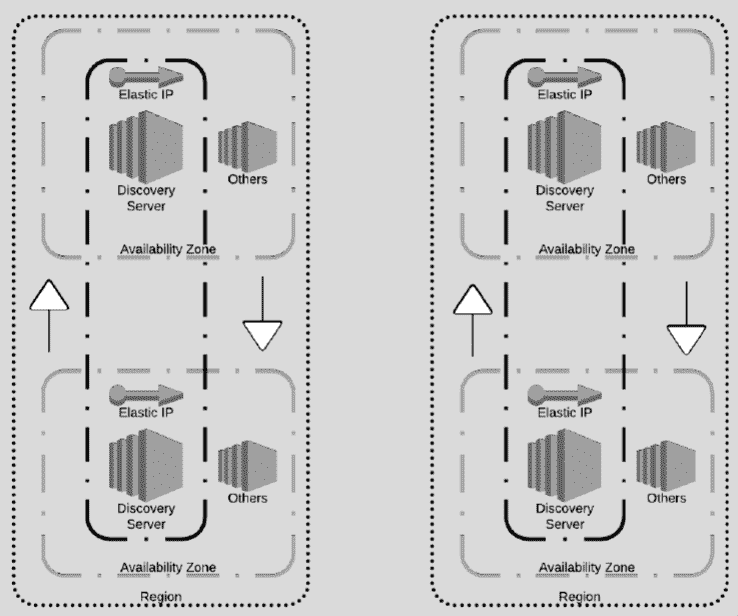 Elastic IP
Discovery
Server
Others
Availability Zone
Elastic IP
Discovery
Server
Others
Availability Zone
Region
Elastic IP
Discovery
Server
Others
Availability Zone
Elastic IP
Discovery
Server
Others
Availability Zone
Region